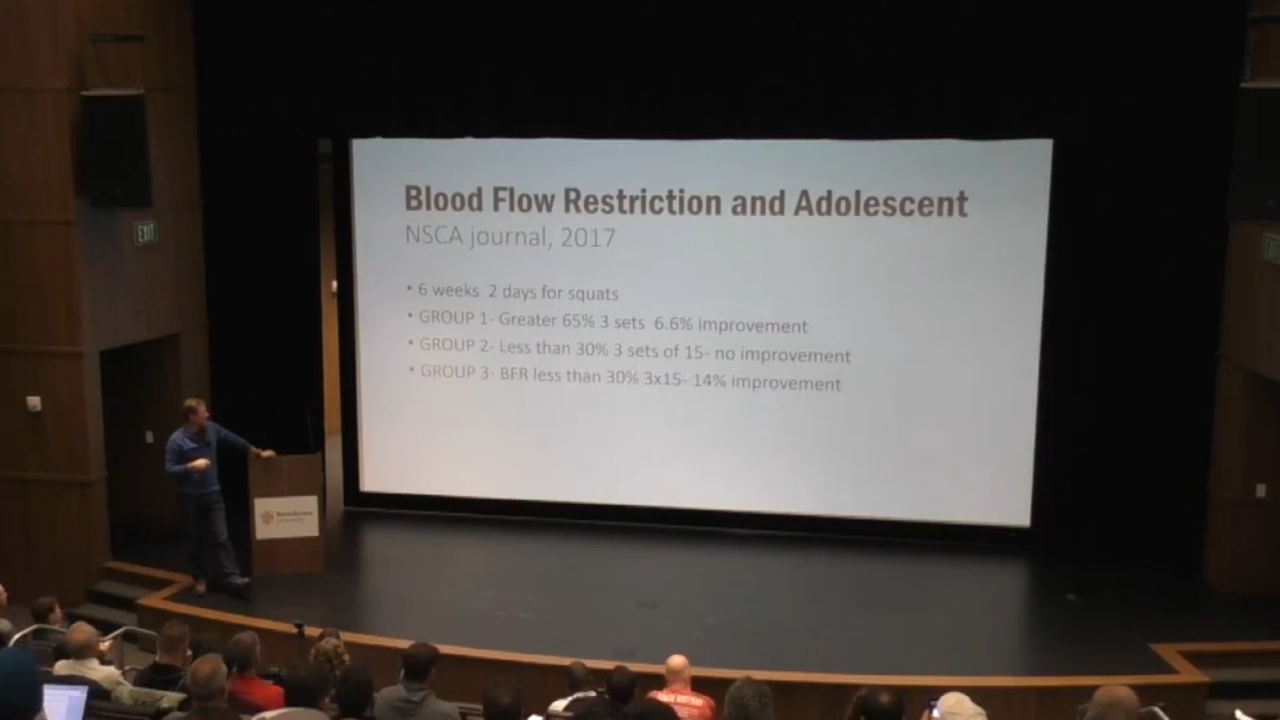 Blood Flow Restriction and Adolescent
NSCA journal, 2017
• 6 weeks 2 days for squats
• GROUP 1- Greater 65% 3 sets 6.6% improvement
• GROUP 2- Less than 30% 3 sets of 15- no improvement
• GROUP 3- BFR less than 30% 3x15- 14% improvement
EXIT